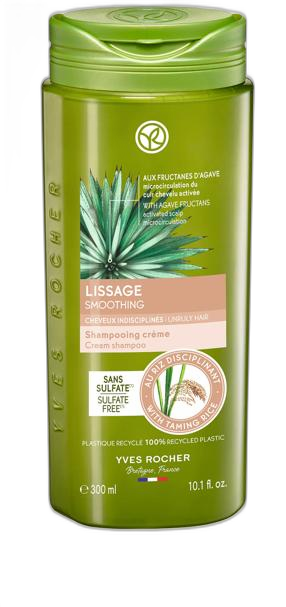 YR
AUX FRUCTANES D'AGAVE
microcirculation du
cuir chevelu activée
WITH AGAVE FRUCTANS
activated scalp
microcirculation
YVES ROCHER
LISSAGE
SMOOTHING
CHEVEUX INDISCIPLINÉS / UNRULY HAIR
Shampooing crème
Cream shampoo
SANS
SULFATE
SULFATE
FREE
AU RIZ DISCIPLINANT
WITH TAMING RICE
PLASTIQUE RECYCLÉ 100% RECYCLED PLASTIC
YVES ROCHER
Bretagne, France
e 300 ml 10.1 fl. oz.